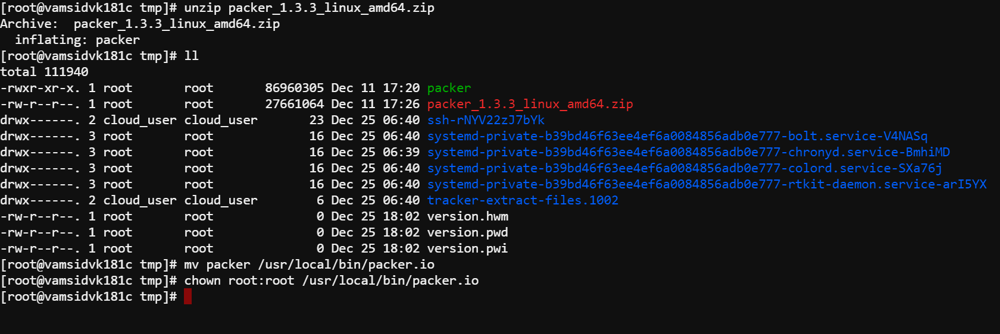 [root@vamsidvk181c tmp]# unzip packer_1.3.3_linux_amd64.zip
Archive:  packer_1.3.3_linux_amd64.zip
  inflating: packer
[root@vamsidvk181c tmp]# ll
total 111940
-rwxr-xr-x. 1 root       root       86960305 Dec 11 17:20 packer
-rw-r--r--. 1 root       root       27661064 Dec 11 17:26 packer_1.3.3_linux_amd64.zip
drwx------. 2 cloud_user cloud_user       23 Dec 25 06:40 ssh-rNYV22zJ7bYk
drwx------. 3 root       root             16 Dec 25 06:40 systemd-private-b39bd46f63ee4ef6a0084856adb0e777-bolt.service-V4NASq
drwx------. 3 root       root             16 Dec 25 06:39 systemd-private-b39bd46f63ee4ef6a0084856adb0e777-chronyd.service-BmhiMD
drwx------. 3 root       root             16 Dec 25 06:40 systemd-private-b39bd46f63ee4ef6a0084856adb0e777-colord.service-SXa76j
drwx------. 3 root       root             16 Dec 25 06:40 systemd-private-b39bd46f63ee4ef6a0084856adb0e777-rtkit-daemon.service-arI5YX
drwx------. 2 cloud_user cloud_user        6 Dec 25 06:40 tracker-extract-files.1002
-rw-r--r--. 1 root       root              0 Dec 25 18:02 version.hwm
-rw-r--r--. 1 root       root              0 Dec 25 18:02 version.pwd
-rw-r--r--. 1 root       root              0 Dec 25 18:02 version.pwi
[root@vamsidvk181c tmp]# mv packer /usr/local/bin/packer.io
[root@vamsidvk181c tmp]# chown root:root /usr/local/bin/packer.io
[root@vamsidvk181c tmp]#